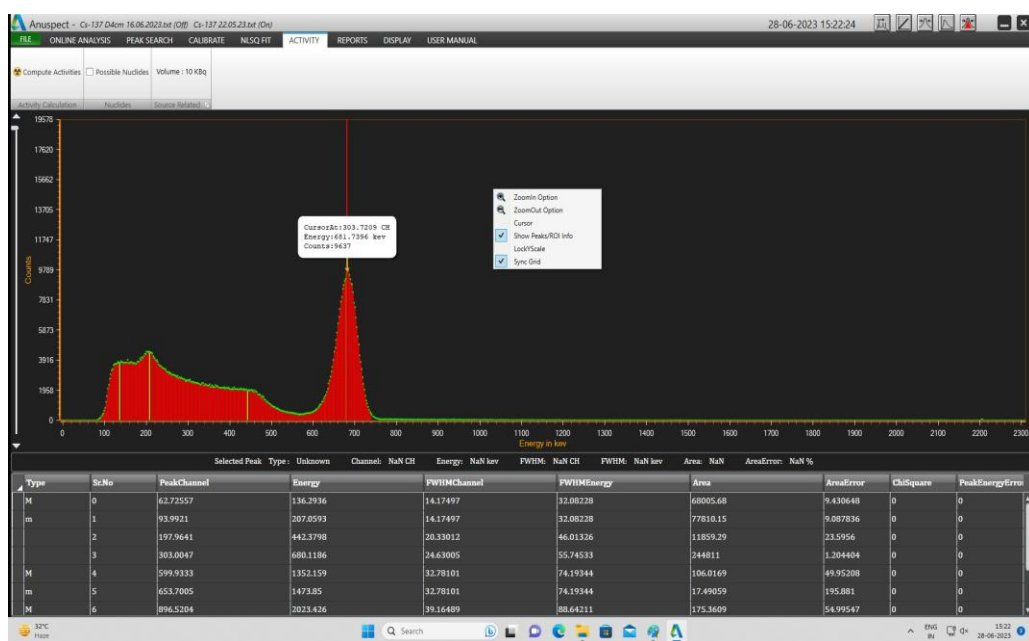 Anuspect - Cs-137 D4cm 16.06.2023.txt (Off) Cs-137 22.05.23.txt (On) 28-06-2023 15:22:24
FILE ONLINE ANALYSIS PEAK SEARCH CALIBRATE NLSQ FIT ACTIVITY REPORTS DISPLAY USER MANUAL
Compute Activities Possible Nuclides Volume : 10 KBq
Activity Calculation Nuclides Source Related
19578
17620
15662
13705
11747
9789
7831
5873
3916
1958
0
Counts
CursorAt:303.7209 CH
Energy:681.7396 kev
Counts:9637
ZoomIn Option
ZoomOut Option
Cursor
Show Peaks/ROI Info
LockYScale
Sync Grid
0 100 200 300 400 500 600 700 800 900 1000 1100 1200 1300 1400 1500 1600 1700 1800 1900 2000 2100 2200 2300
Energy in kev
Selected Peak Type : Unknown Channel: NaN CH Energy: NaN kev FWHM: NaN CH FWHM: NaN kev Area: NaN AreaError: NaN %
Type Sr.No PeakChannel Energy FWHMChannel FWHMEnergy Area AreaError ChiSquare PeakEnergyError
M 0 62.72557 136.2936 14.17497 32.08228 68005.68 9.430648 0 0
m 1 93.9921 207.0593 14.17497 32.08228 77810.15 9.087836 0 0
2 197.9641 442.3798 20.33012 46.01326 11859.29 23.5956 0 0
3 303.0047 680.1186 24.63005 55.74533 244811 1.204404 0 0
M 4 599.9333 1352.159 32.78101 74.19344 106.0169 49.95208 0 0
m 5 653.7005 1473.85 32.78101 74.19344 17.49059 195.881 0 0
M 6 896.5204 2023.426 39.16489 88.64211 175.3609 54.99547 0 0
32°C
Haze
Search
ENG
IN
15:22
28-06-2023